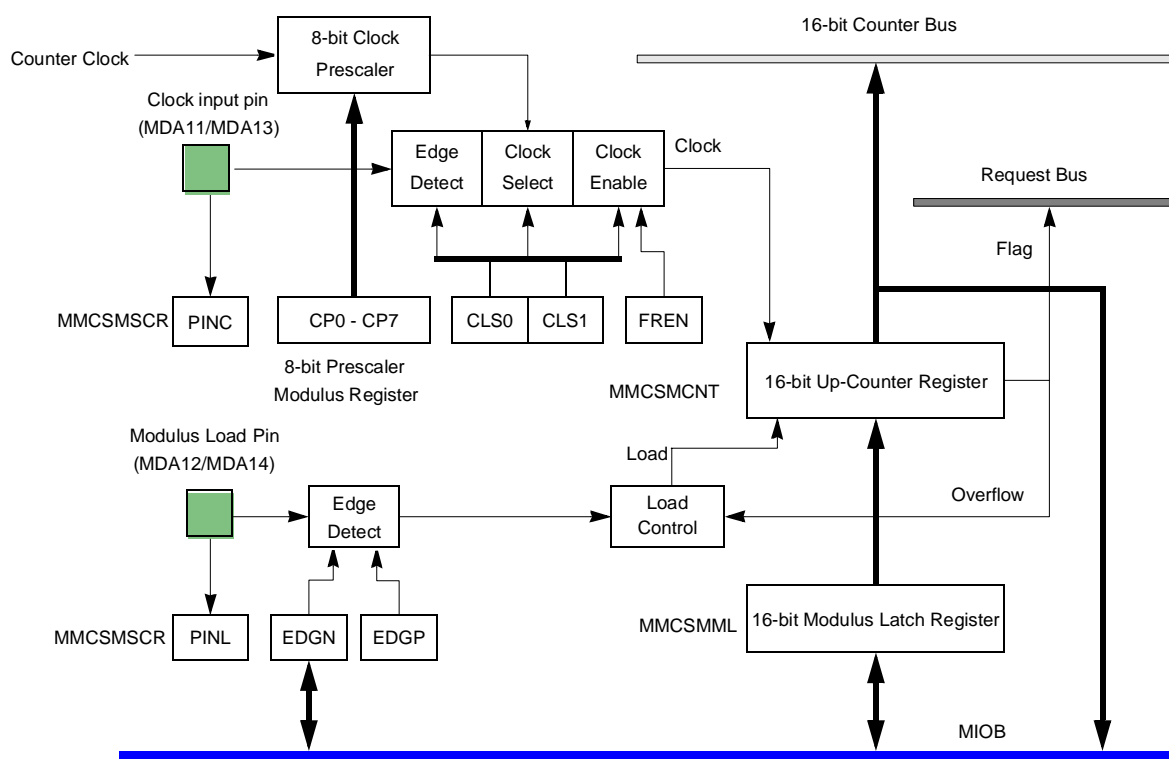 16-bit Counter Bus
8-bit Clock
Prescaler
Counter Clock
Clock input pin
(MDA11/MDA13)
Edge
Detect
Clock
Select
Clock
Enable
Clock
Request Bus
Flag
MMCSMSCR
PINC
CP0 - CP7
CLS0
CLS1
FREN
8-bit Prescaler
Modulus Register
MMCSMCNT
16-bit Up-Counter Register
Modulus Load Pin
(MDA12/MDA14)
Load
Edge
Detect
Load
Control
Overflow
MMCSMSCR
PINL
EDGN
EDGP
MMCSMML
16-bit Modulus Latch Register
MIOB